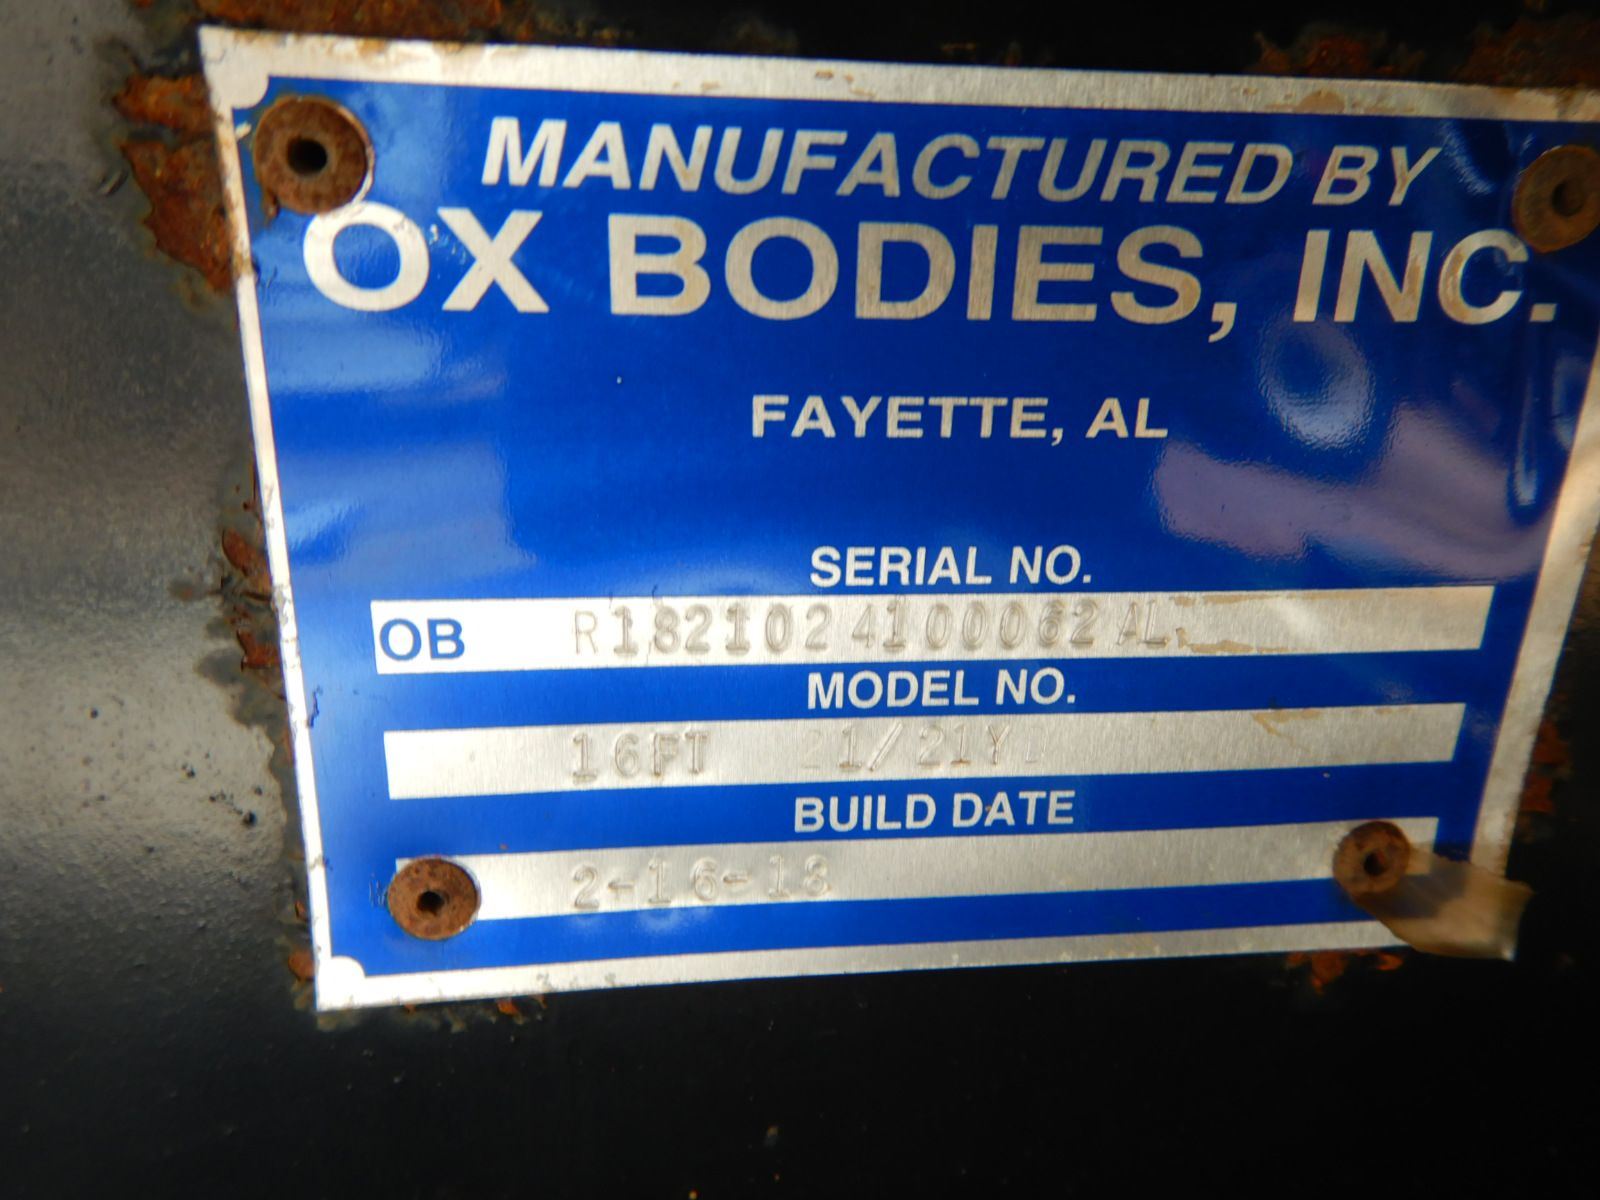 MANUFACTURED BY
OX BODIES, INC.
FAYETTE, AL
SERIAL NO.
OB R1821024100062AL
MODEL NO.
16FT 21/21YD
BUILD DATE
2-16-18